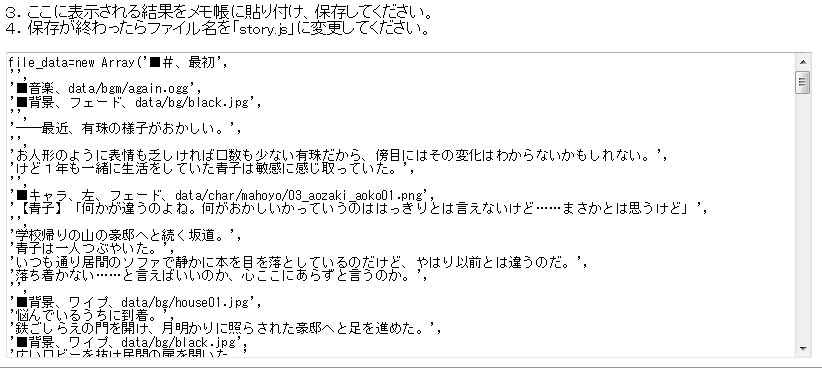 ３．ここに表示される結果をメモ帳に貼り付け、保存してください。
４．保存が終わったらファイル名を「story.js」に変更してください。
file_data=new Array('■＃、最初',
'',
'■音楽、data/bgm/again.ogg',
'■背景、フェード、data/bg/black.jpg',
'',
'――最近、有珠の様子がおかしい。',
'',
'お人形のように表情も乏しければ口数も少ない有珠だから、傍目にはその変化はわからないかもしれない。',
'けど１年も一緒に生活をしていた青子は敏感に感じ取っていた。',
'',
'■キャラ、左、フェード、data/char/mahoyo/03_aozaki_aoko01.png',
'【青子】「何かが違うのよね。何がおかしいかっていうのははっきりとは言えないけど……まさかとは思うけど」',
'',
'学校帰りの山の豪邸へと続く坂道。',
'青子は一人つぶやいた。',
'いつも通り居間のソファで静かに本を目を落としているのだけど、やはり以前とは違うのだ。',
'落ち着かない……と言えばいいのか、心ここにあらずと言うのか。',
'',
'■背景、ワイプ、data/bg/house01.jpg',
'悩んでいるうちに到着。',
'鉄ごしらえの門を開け、月明かりに照らされた豪邸へと足を進めた。',
'■背景、ワイプ、data/bg/black.jpg',
'広いロビーを抜け居間の扉を開いた。',